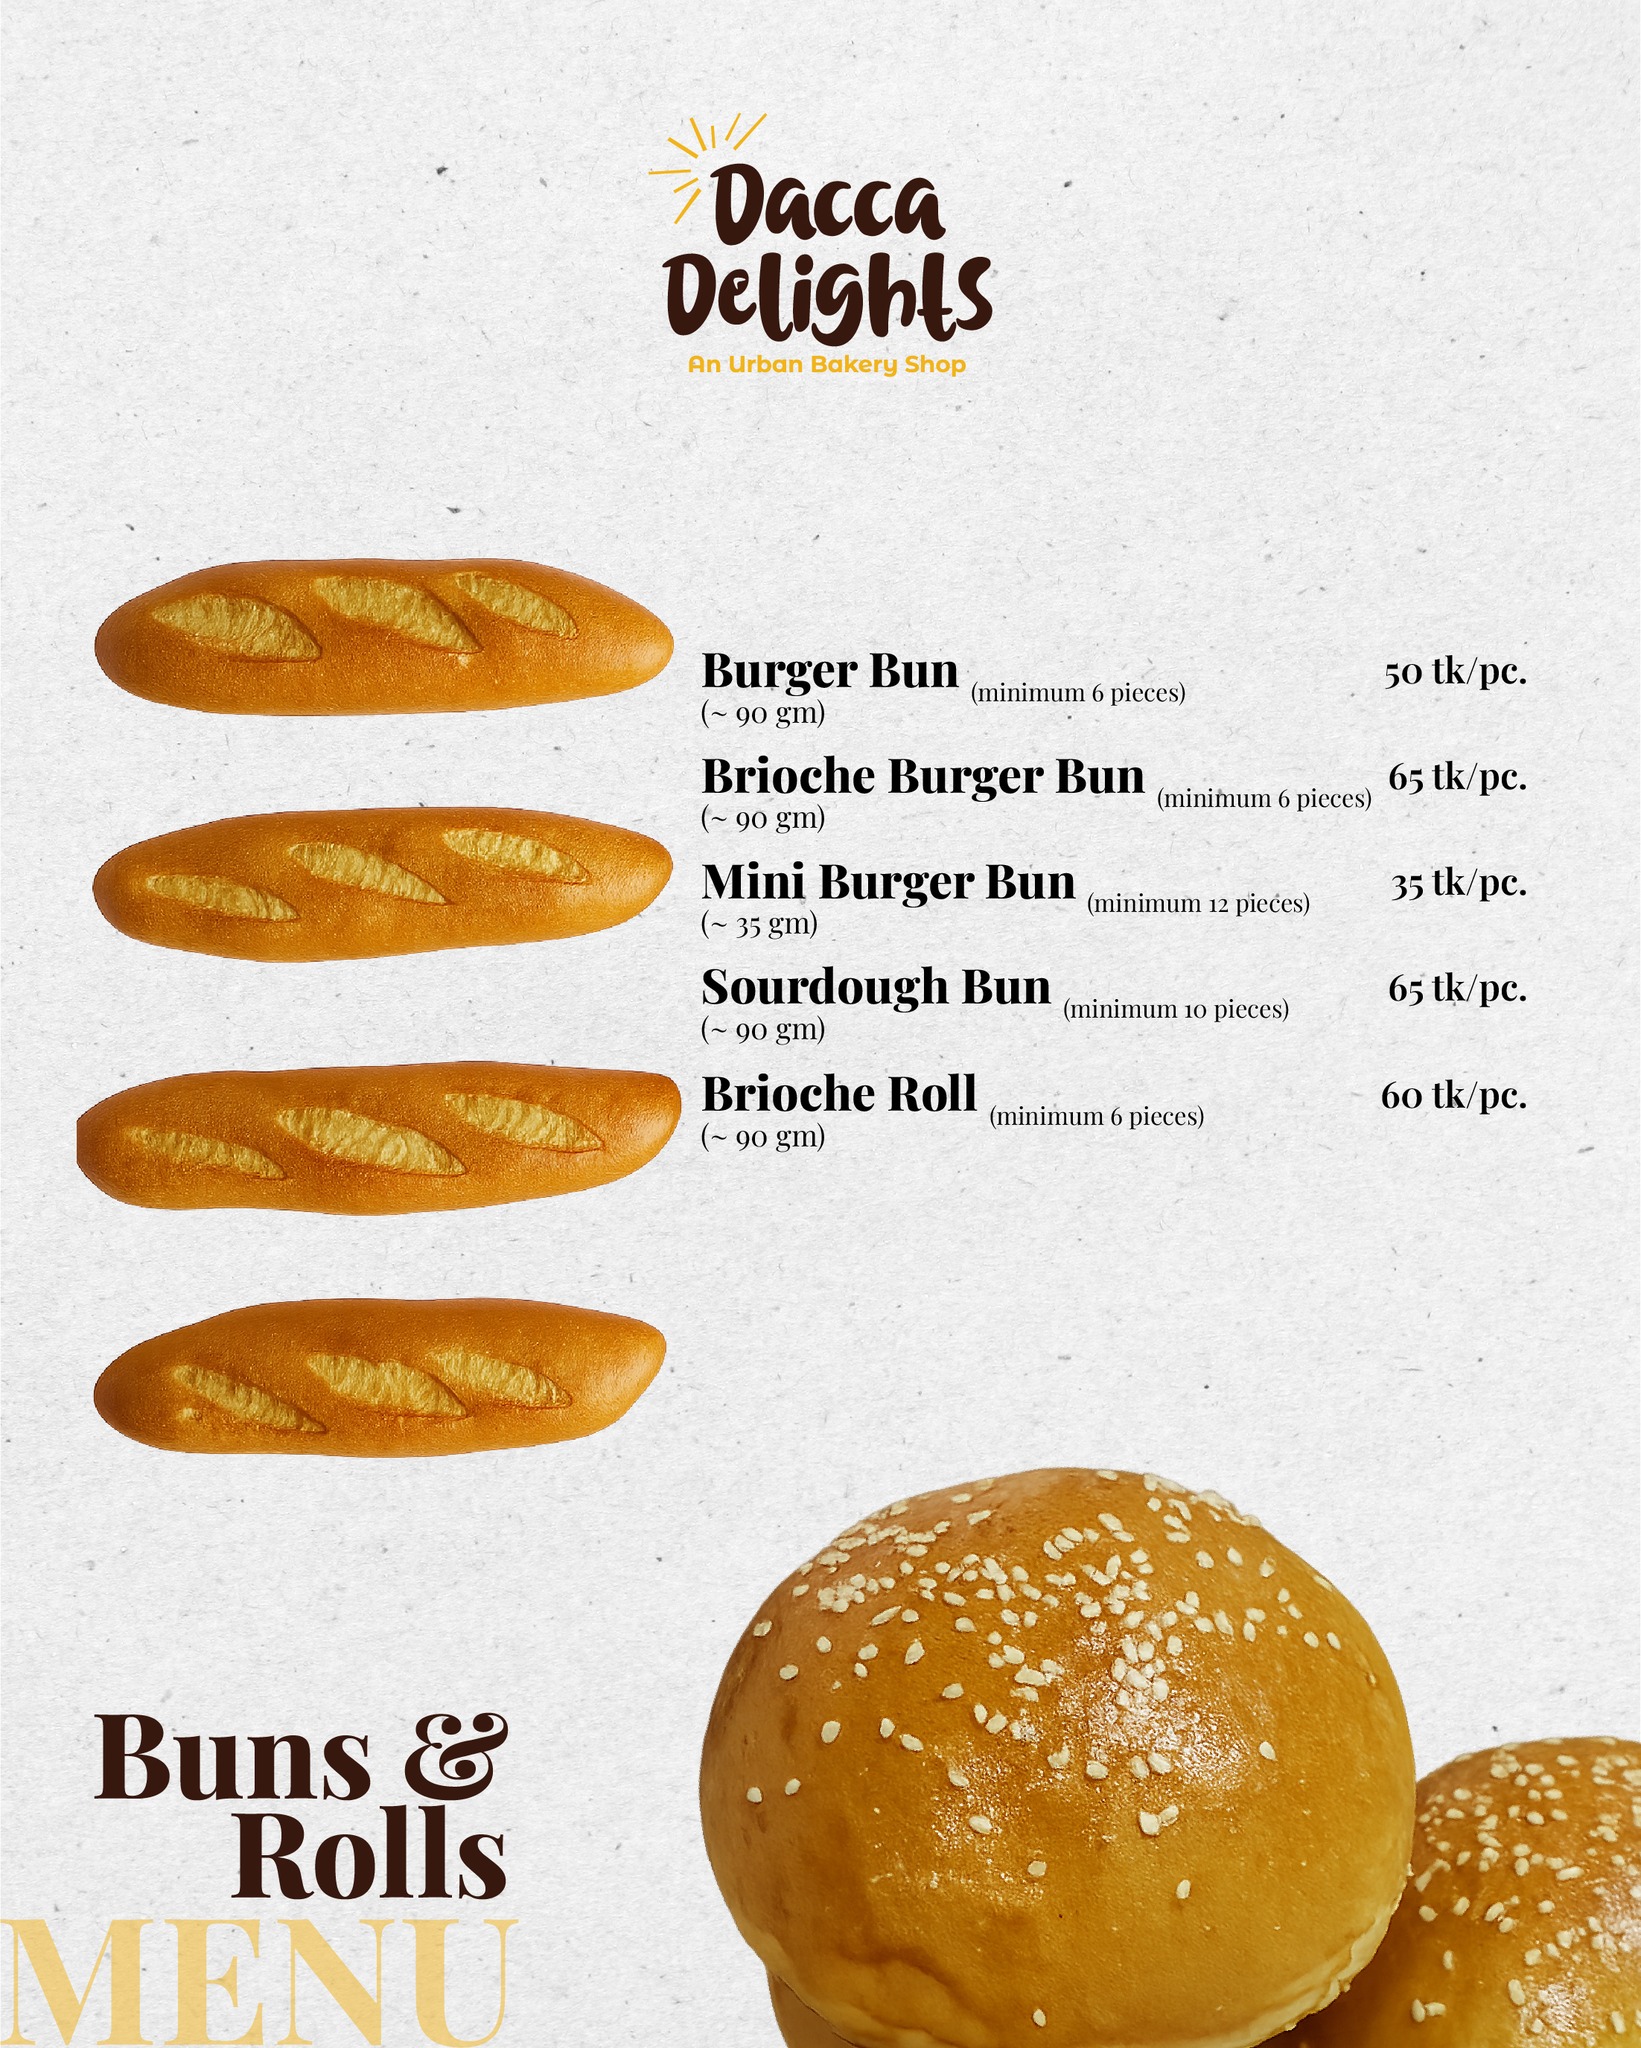 Dacca
Delights
An Urban Bakery Shop
Burger Bun (minimum 6 pieces) 50 tk/pc.
(~ 90 gm)
Brioche Burger Bun (minimum 6 pieces) 65 tk/pc.
(~ 90 gm)
Mini Burger Bun (minimum 12 pieces) 35 tk/pc.
(~ 35 gm)
Sourdough Bun (minimum 10 pieces) 65 tk/pc.
(~ 90 gm)
Brioche Roll (minimum 6 pieces) 60 tk/pc.
(~ 90 gm)
Buns &
Rolls
MENU